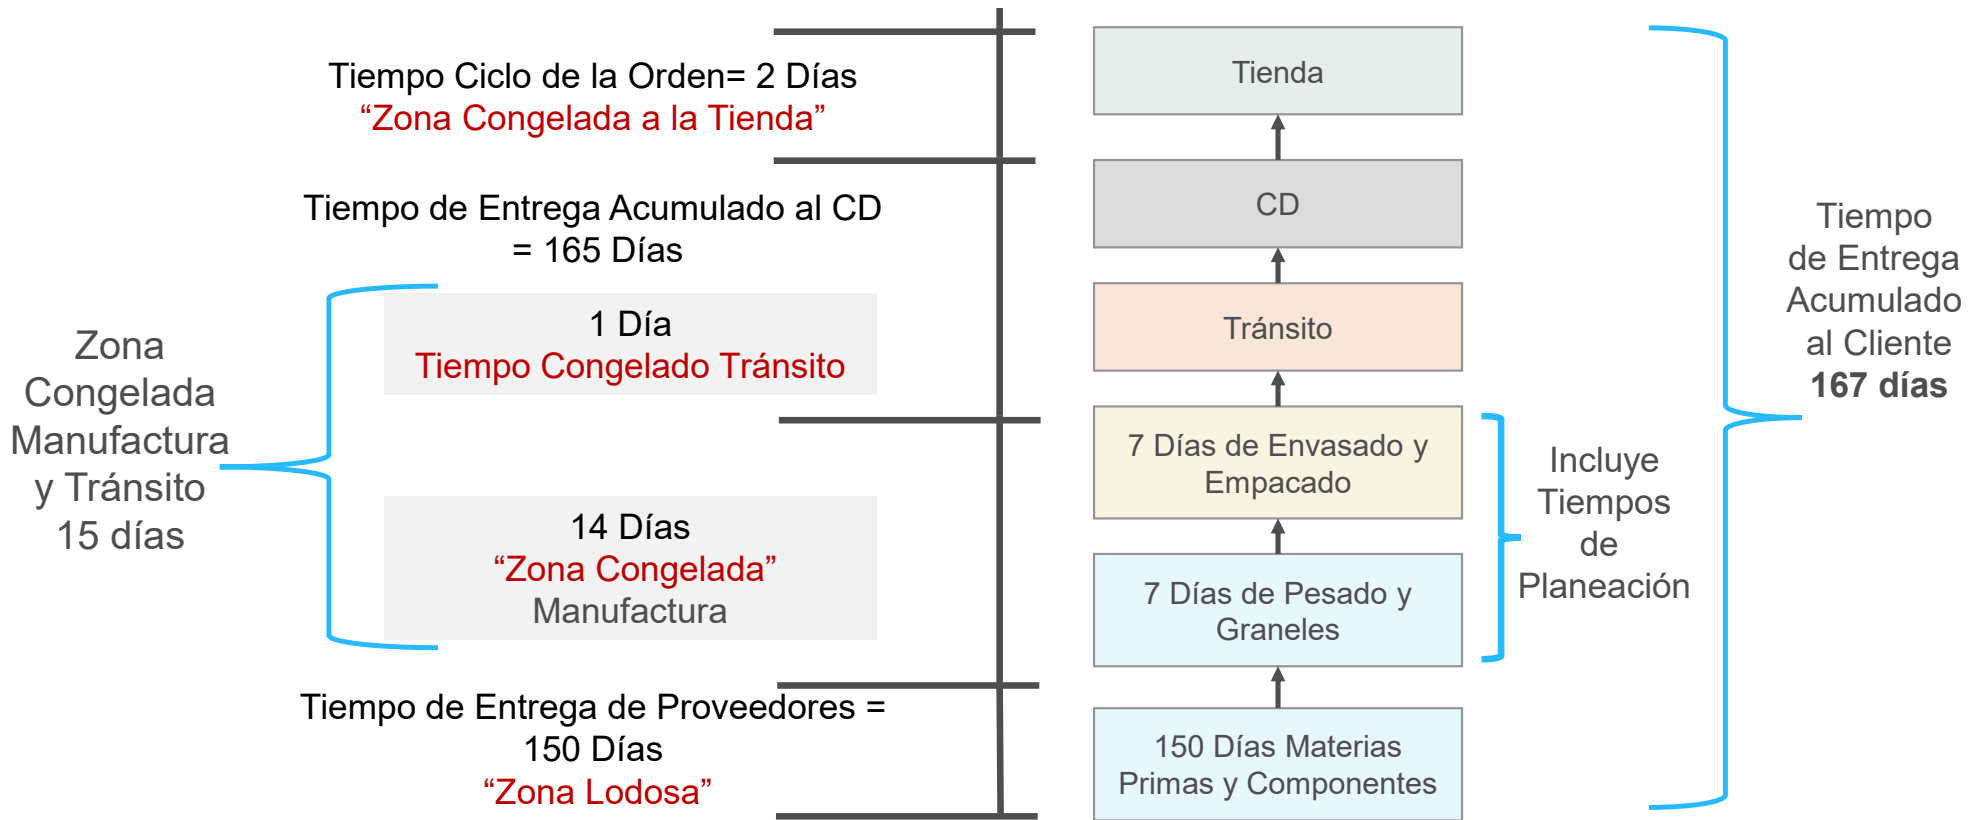 Tiempo Ciclo de la Orden= 2 Días
“Zona Congelada a la Tienda”
Tiempo de Entrega Acumulado al CD
= 165 Días
Zona
Congelada
Manufactura
y Tránsito
15 días
1 Día
Tiempo Congelado Tránsito
14 Días
“Zona Congelada”
Manufactura
Tiempo de Entrega de Proveedores =
150 Días
“Zona Lodosa”
Tienda
CD
Tránsito
7 Días de Envasado y
Empacado
7 Días de Pesado y
Graneles
150 Días Materias
Primas y Componentes
Incluye
Tiempos
de
Planeación
Tiempo
de Entrega
Acumulado
al Cliente
167 días